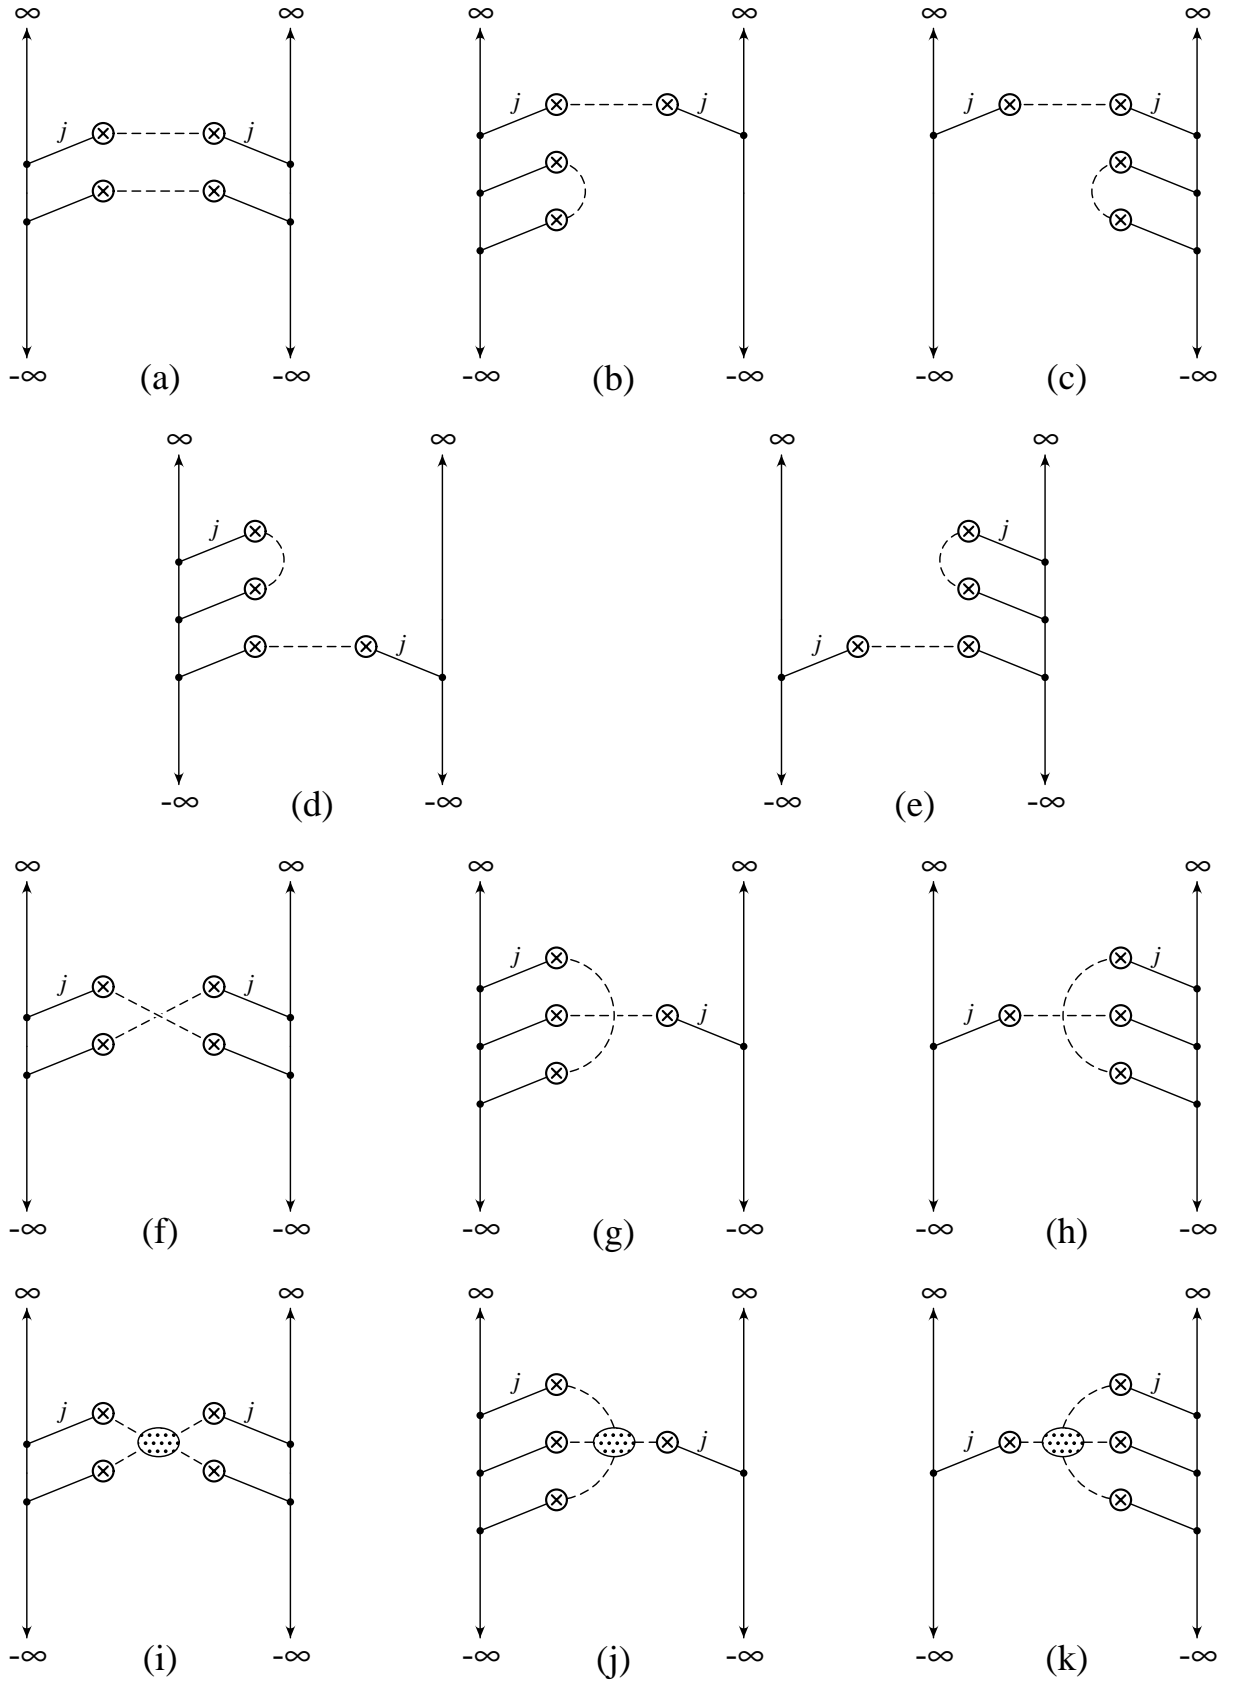 ∞ ∞ ∞ ∞ ∞ ∞
j j j j j j
-∞ (a) -∞ -∞ (b) -∞ -∞ (c) -∞
∞ ∞ ∞ ∞
j j
j j
-∞ (d) -∞ -∞ (e) -∞
∞ ∞ ∞ ∞ ∞ ∞
j j j j
j j
-∞ (f) -∞ -∞ (g) -∞ -∞ (h) -∞
∞ ∞ ∞ ∞ ∞ ∞
j j j j
j j
-∞ (i) -∞ -∞ (j) -∞ -∞ (k) -∞